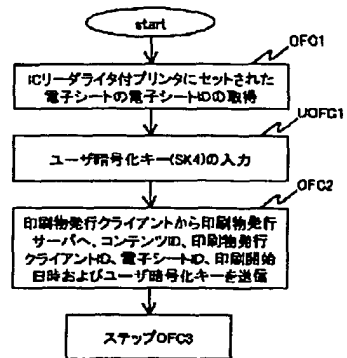 start
OFC1
ICリーダライタ付プリンタにセットされた
電子シートの電子シートIDの取得
UOFC1
ユーザ暗号化キー(SK4)の入力
OFC2
印刷物発行クライアントから印刷物発行
サーバへ、コンテンツID、印刷物発行
クライアントID、電子シートID、印刷開始
日時およびユーザ暗号化キーを送信
ステップOFC3